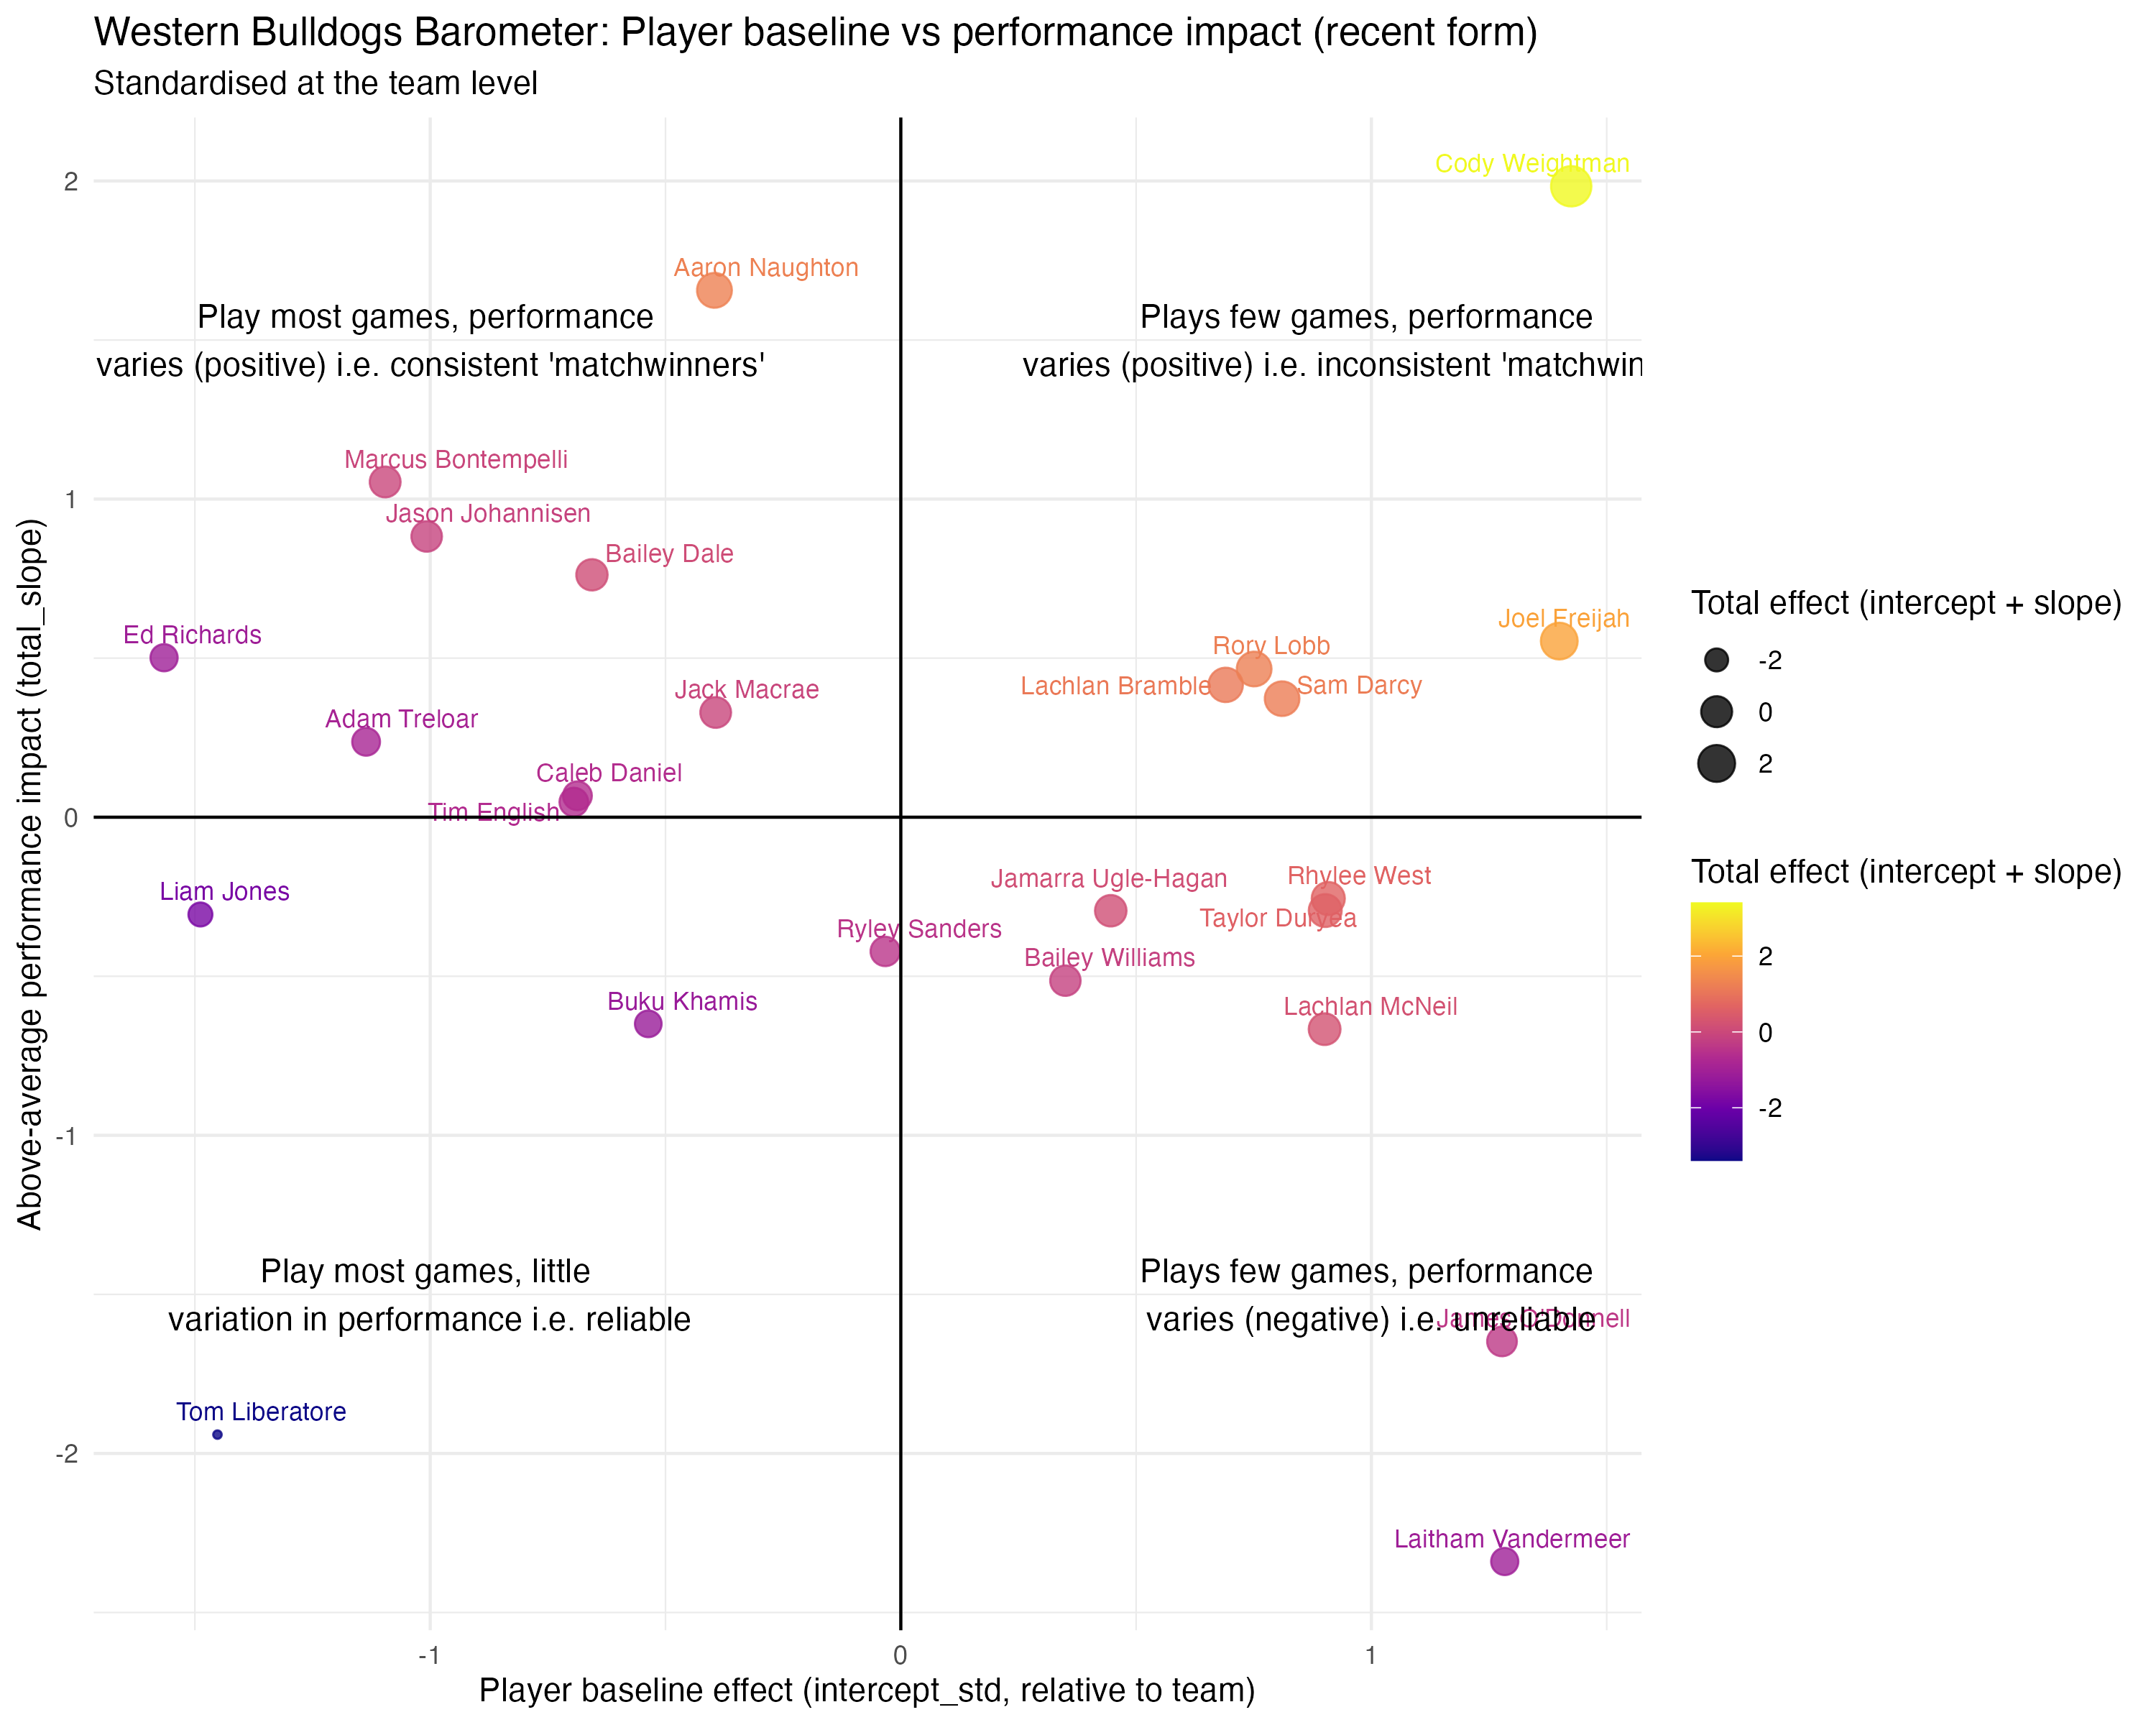 Western Bulldogs Barometer: Player baseline vs performance impact (recent form)
Standardised at the team level
Above-average performance impact (total_slope)
2
1
0
-1
-2
Cody Weightman
Aaron Naughton
Play most games, performance
varies (positive) i.e. consistent 'matchwinners'
Plays few games, performance
varies (positive) i.e. inconsistent 'matchwin
Marcus Bontempelli
Jason Johannisen
Bailey Dale
Ed Richards
Joel Freijah
Rory Lobb
Lachlan Bramble
Sam Darcy
Jack Macrae
Adam Treloar
Caleb Daniel
Tim English
Liam Jones
Jamarra Ugle-Hagan
Rhylee West
Taylor Duryea
Ryley Sanders
Bailey Williams
Buku Khamis
Lachlan McNeil
Play most games, little
variation in performance i.e. reliable
Plays few games, performance
varies (negative) i.e. unreliable
James O'Donnell
Tom Liberatore
Laitham Vandermeer
-1
0
1
Player baseline effect (intercept_std, relative to team)
Total effect (intercept + slope)
-2
0
2
Total effect (intercept + slope)
2
0
-2